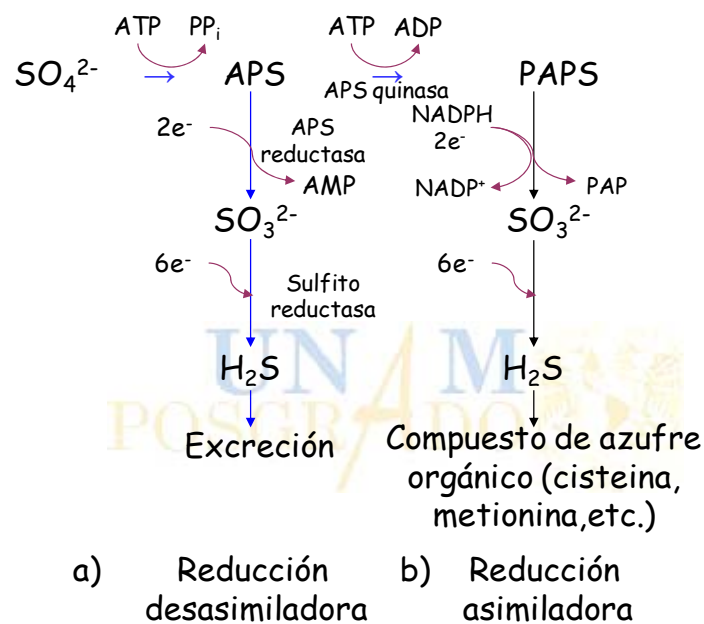 ATP PPi ATP ADP
SO₄²⁻ → APS → PAPS
APS quinasa
2e⁻ APS
reductasa
AMP
NADPH
2e⁻
NADP⁺ PAP
SO₃²⁻ SO₃²⁻
6e⁻ Sulfito
reductasa
6e⁻
UNAM
POSGRADO
H₂S H₂S
Excreción
Compuesto de azufre
orgánico (cisteina,
metionina,etc.)
a) Reducción
desasimiladora
b) Reducción
asimiladora